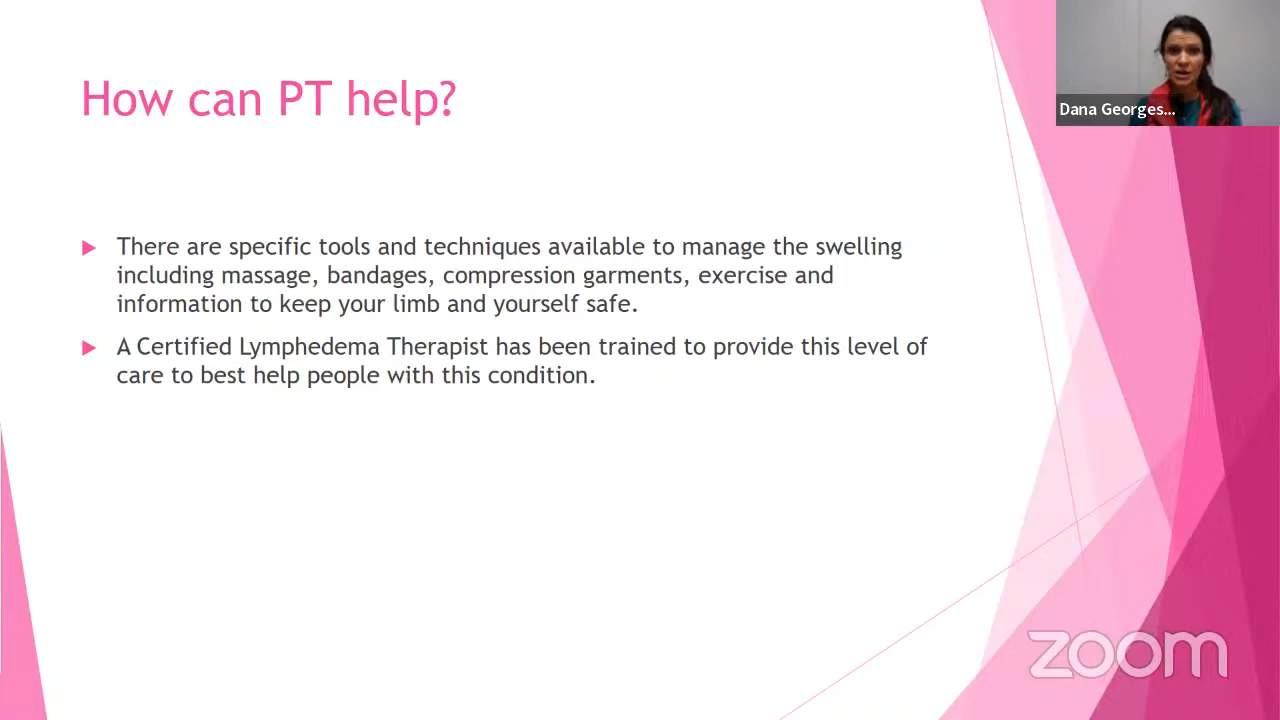 How can PT help?
Dana Georges...
There are specific tools and techniques available to manage the swelling
including massage, bandages, compression garments, exercise and
information to keep your limb and yourself safe.
A Certified Lymphedema Therapist has been trained to provide this level of
care to best help people with this condition.
zoom